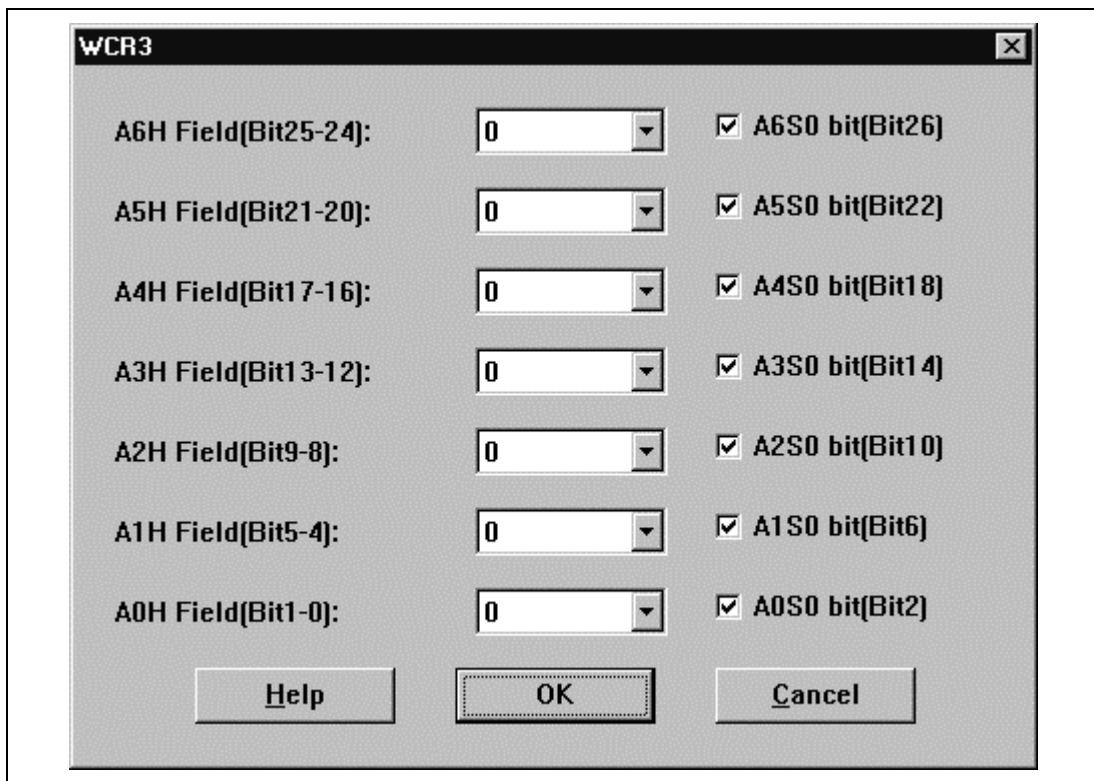 WCR3
A6H Field(Bit25-24): 0 A6S0 bit(Bit26)
A5H Field(Bit21-20): 0 A5S0 bit(Bit22)
A4H Field(Bit17-16): 0 A4S0 bit(Bit18)
A3H Field(Bit13-12): 0 A3S0 bit(Bit14)
A2H Field(Bit9-8): 0 A2S0 bit(Bit10)
A1H Field(Bit5-4): 0 A1S0 bit(Bit6)
A0H Field(Bit1-0): 0 A0S0 bit(Bit2)
Help OK Cancel